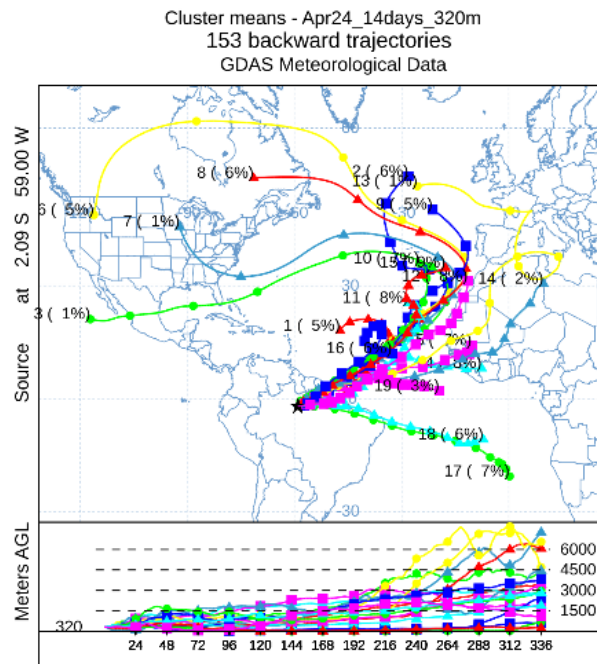 Cluster means - Apr24_14days_320m
153 backward trajectories
GDAS Meteorological Data
Source at 2.09 S 59.00 W
60
2 ( 6%)
8 ( 6%)
13 ( 1%)
9 ( 5%)
6 ( 5%)
7 ( 1%)
10 ( 7%)
14 ( 2%)
30
11 ( 8%)
3 ( 1%)
1 ( 5%)
16 (
19 ( 3%)
18 ( 6%)
17 ( 7%)
-30
Meters AGL
6000
4500
3000
1500
320
24 48 72 96 120 144 168 192 216 240 264 288 312 336